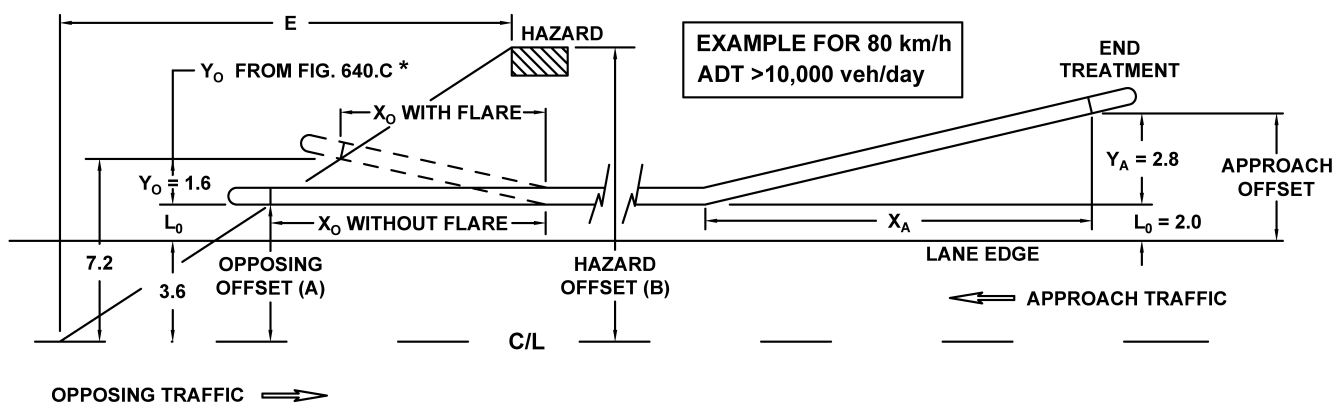 E
HAZARD
EXAMPLE FOR 80 km/h
ADT >10,000 veh/day
END
TREATMENT
Y_O FROM FIG. 640.C *
X_O WITH FLARE
Y_O = 1.6
Y_A = 2.8
APPROACH
OFFSET
L_0
X_O WITHOUT FLARE
X_A
L_0 = 2.0
7.2
3.6
OPPOSING
OFFSET (A)
HAZARD
OFFSET (B)
LANE EDGE
APPROACH TRAFFIC
C/L
OPPOSING TRAFFIC